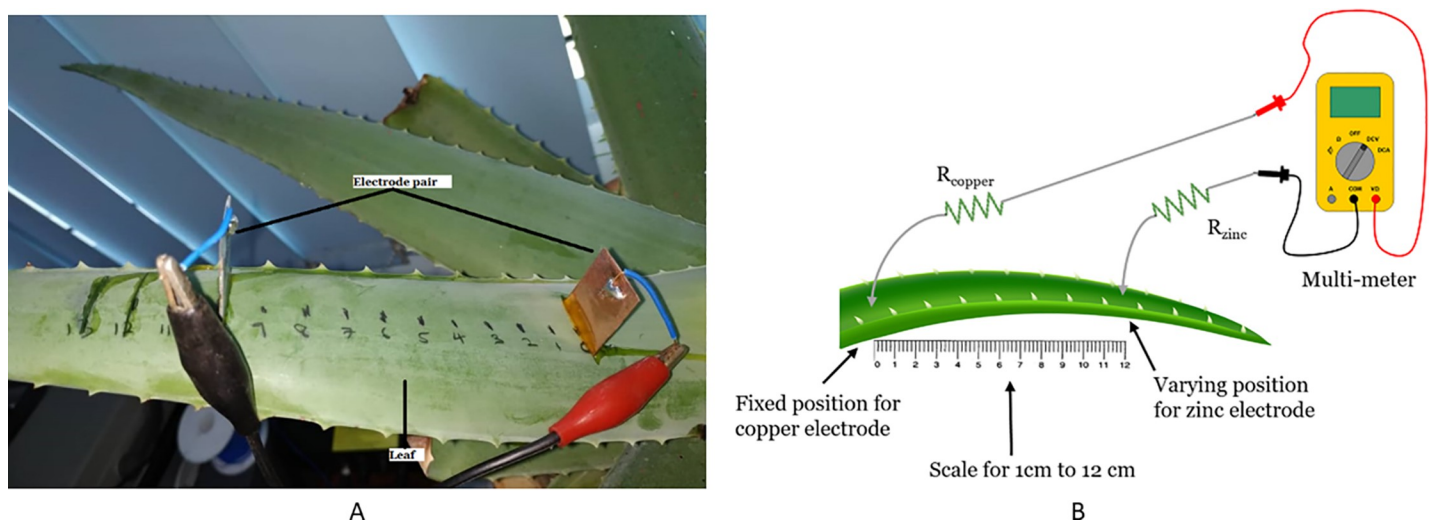 Electrode pair
13 12 11 9 8 7 6 5 4 3 2 1
Leaf
A
R copper
R zinc
OFF
Ω DCV
DCA
A COM VΩ
Multi-meter
0 1 2 3 4 5 6 7 8 9 10 11 12
Fixed position for
copper electrode
Varying position
for zinc electrode
Scale for 1cm to 12 cm
B